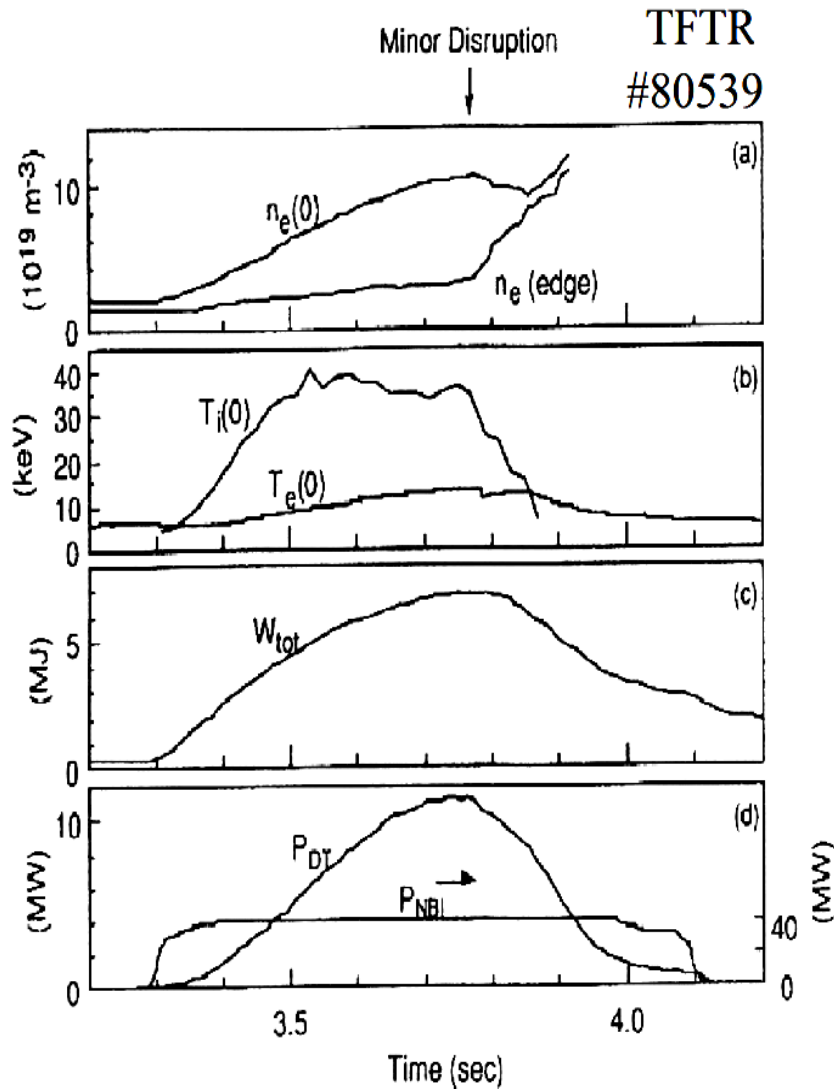 Minor Disruption
TFTR
#80539
(a)
10
0
(10^19 m^-3)
n_e(0)
n_e (edge)
(b)
40
30
20
10
0
(keV)
T_i(0)
T_e(0)
(c)
5
0
(MJ)
W_tot
(d)
10
0
(MW)
P_DT
P_NBI
40
0
(MW)
3.5
4.0
Time (sec)